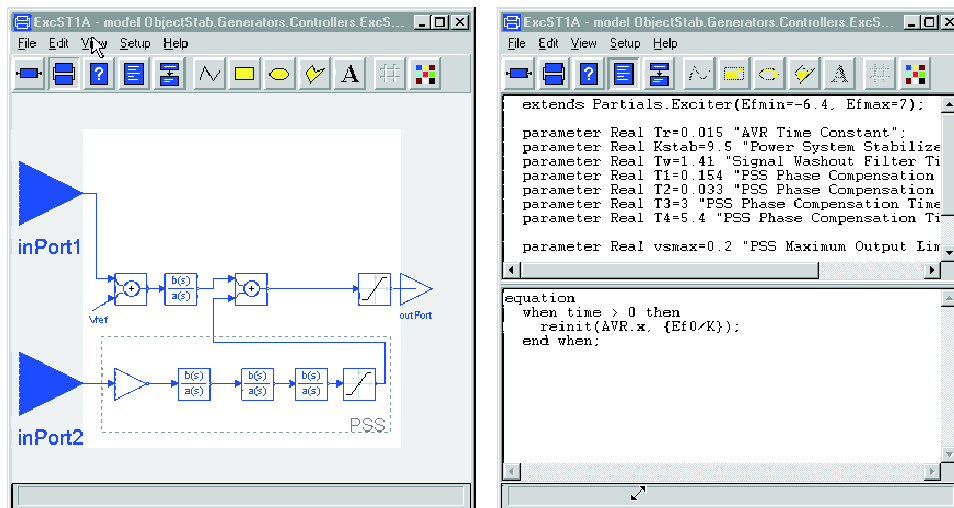 ExcST1A - model ObjectStab.Generators.Controllers.ExcS...
File Edit View Setup Help
?
A
inPort1
b(s)
a(s)
Vref
outPort
b(s)
a(s)
b(s)
a(s)
b(s)
a(s)
PSS
inPort2
ExcST1A - model ObjectStab.Generators.Controllers.ExcS...
File Edit View Setup Help
?
A
extends Partials.Exciter(Efmin=-6.4, Efmax=7);
parameter Real Tr=0.015 "AVR Time Constant";
parameter Real Kstab=9.5 "Power System Stabilize
parameter Real Tw=1.41 "Signal Washout Filter Ti
parameter Real T1=0.154 "PSS Phase Compensation
parameter Real T2=0.033 "PSS Phase Compensation
parameter Real T3=3 "PSS Phase Compensation Time
parameter Real T4=5.4 "PSS Phase Compensation Ti
parameter Real vsmax=0.2 "PSS Maximum Output Lim
equation
when time > 0 then
reinit(AVR.x, {Ef0/K});
end when;